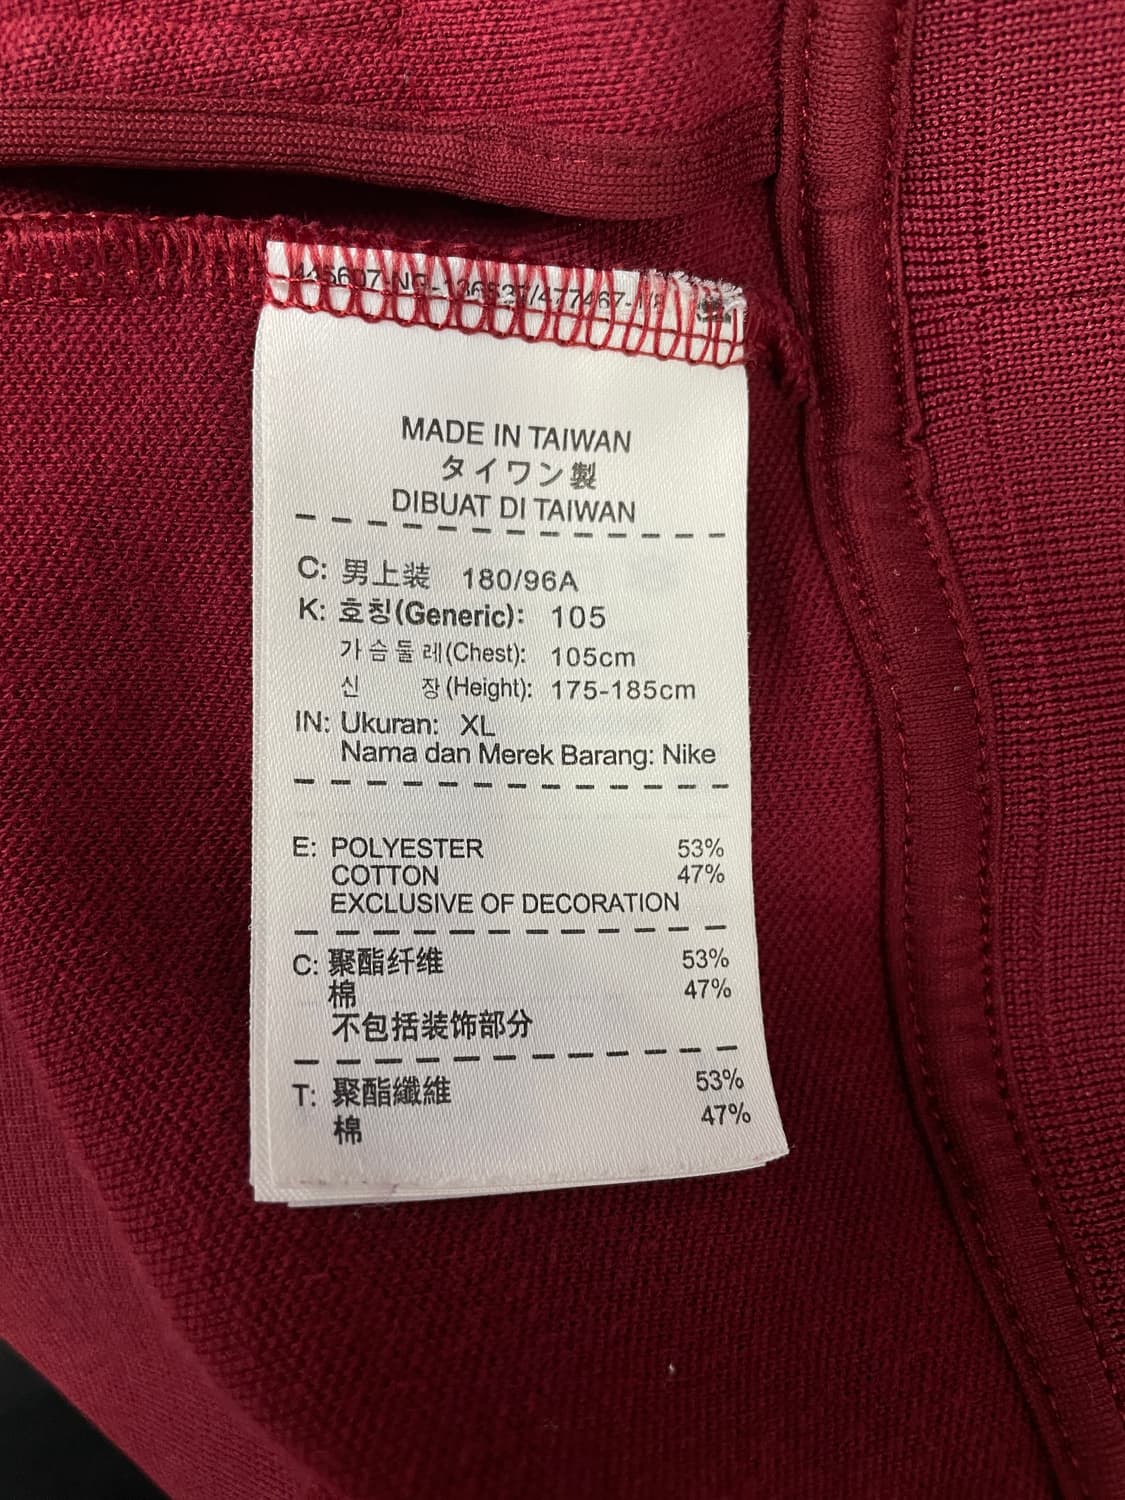 MADE IN TAIWAN
タイワン製
DIBUAT DI TAIWAN
C: 男上装 180/96A
K: 호칭(Generic): 105
가슴둘레(Chest): 105cm
신 장(Height): 175-185cm
IN: Ukuran: XL
Nama dan Merek Barang: Nike
E: POLYESTER 53%
COTTON 47%
EXCLUSIVE OF DECORATION
C: 聚酯纤维 53%
棉 47%
不包括装饰部分
T: 聚酯纖維 53%
棉 47%